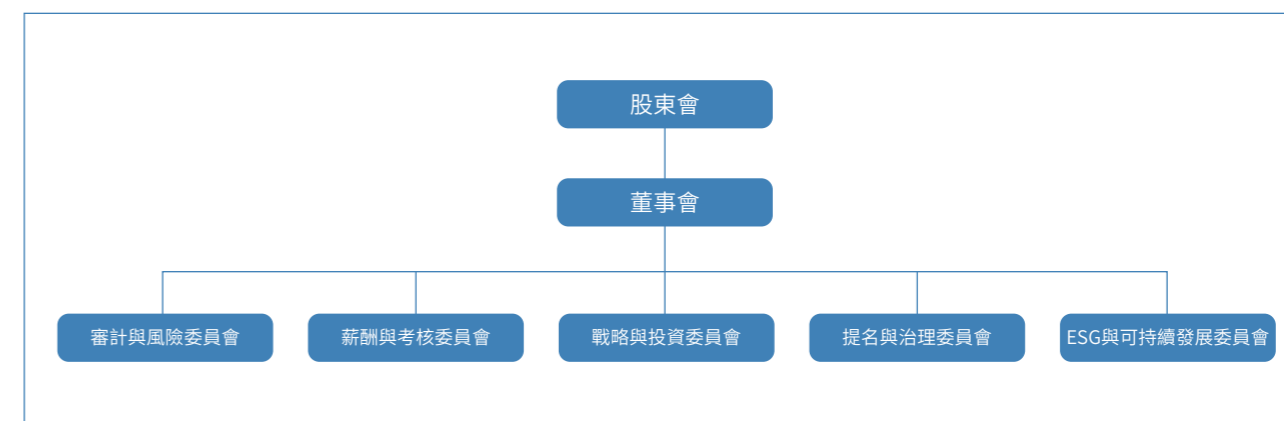 股東會
董事會
審計與風險委員會
薪酬與考核委員會
戰略與投資委員會
提名與治理委員會
ESG與可持續發展委員會